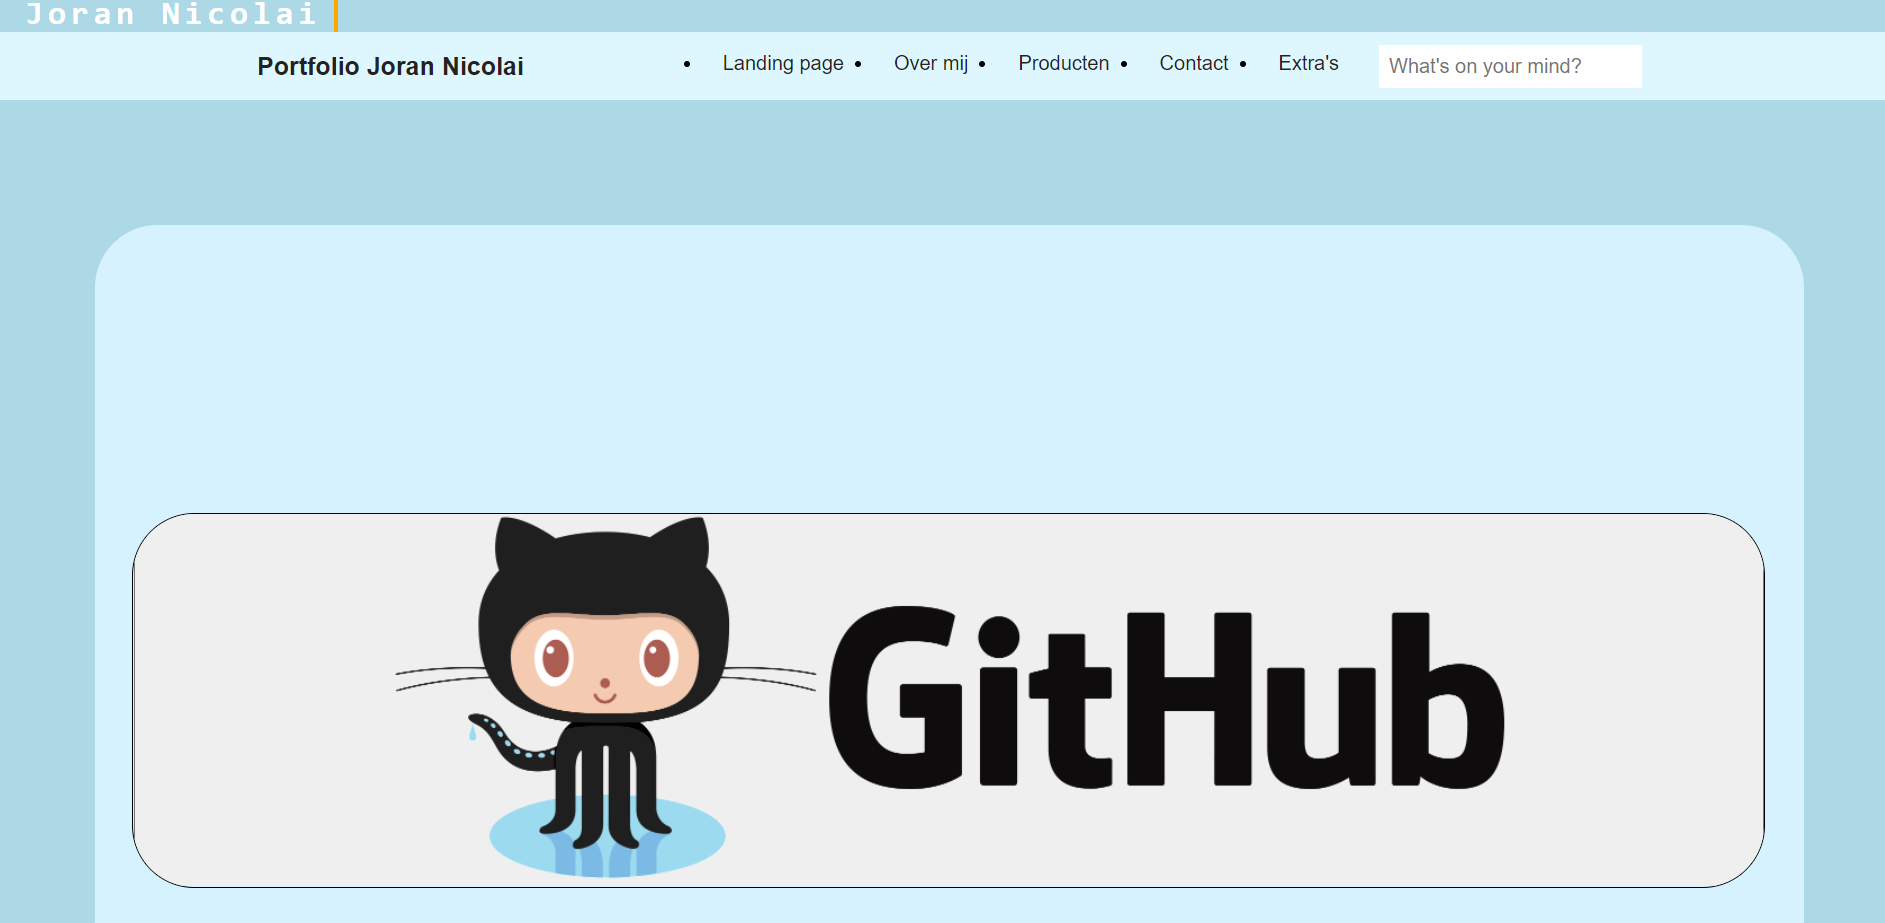 Joran Nicolai
Portfolio Joran Nicolai
Landing page
Over mij
Producten
Contact
Extra's
What's on your mind?
GitHub